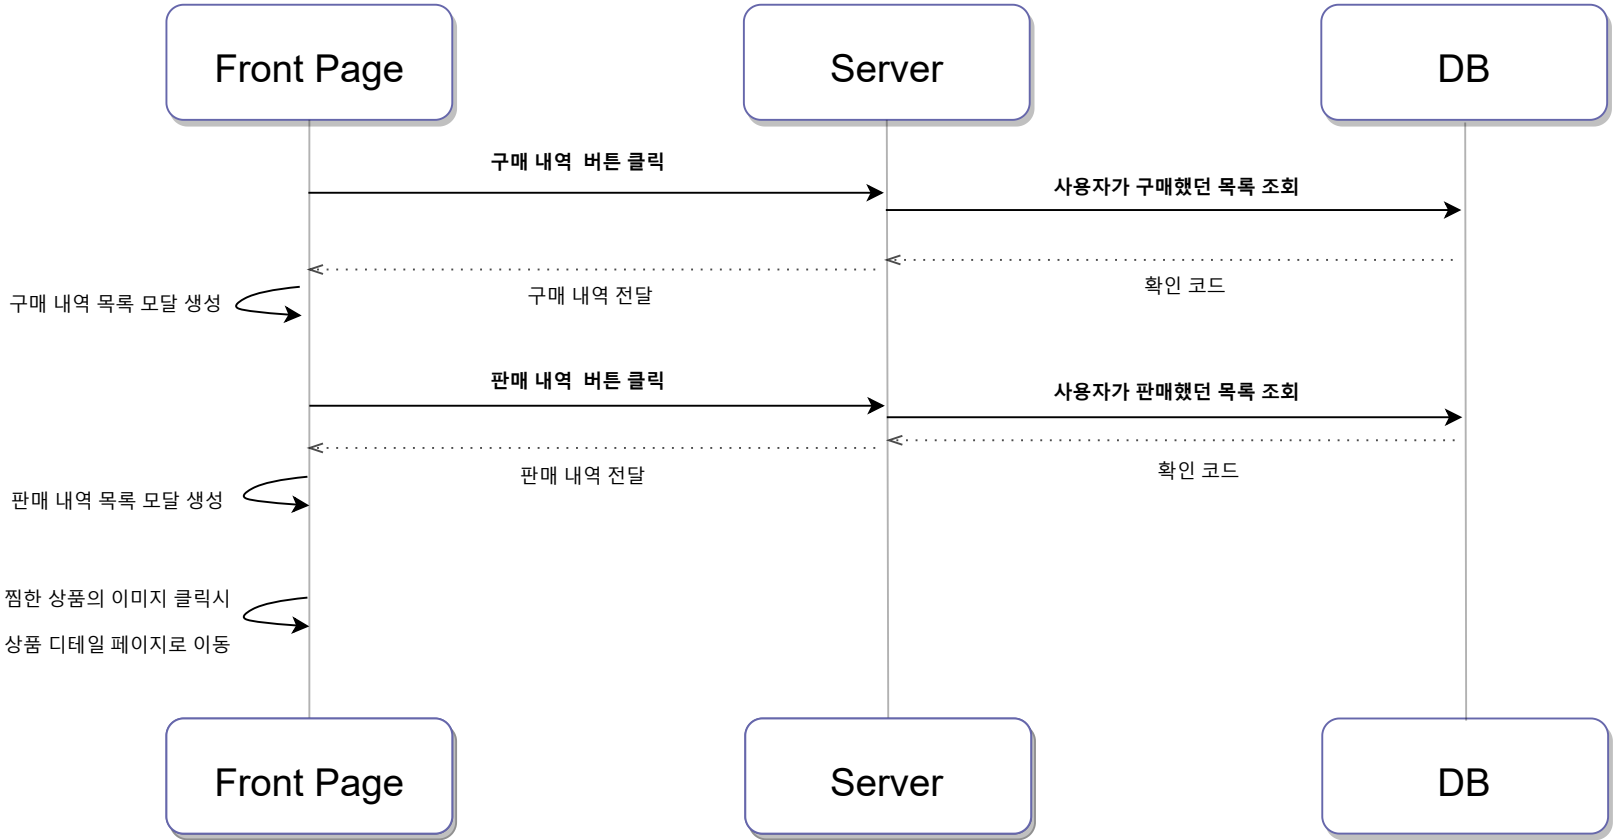 Front Page
Server
DB
구매 내역  버튼 클릭
사용자가 구매했던 목록 조회
확인 코드
구매 내역 전달
구매 내역 목록 모달 생성
판매 내역  버튼 클릭
사용자가 판매했던 목록 조회
확인 코드
판매 내역 전달
판매 내역 목록 모달 생성
찜한 상품의 이미지 클릭시
상품 디테일 페이지로 이동
Front Page
Server
DB